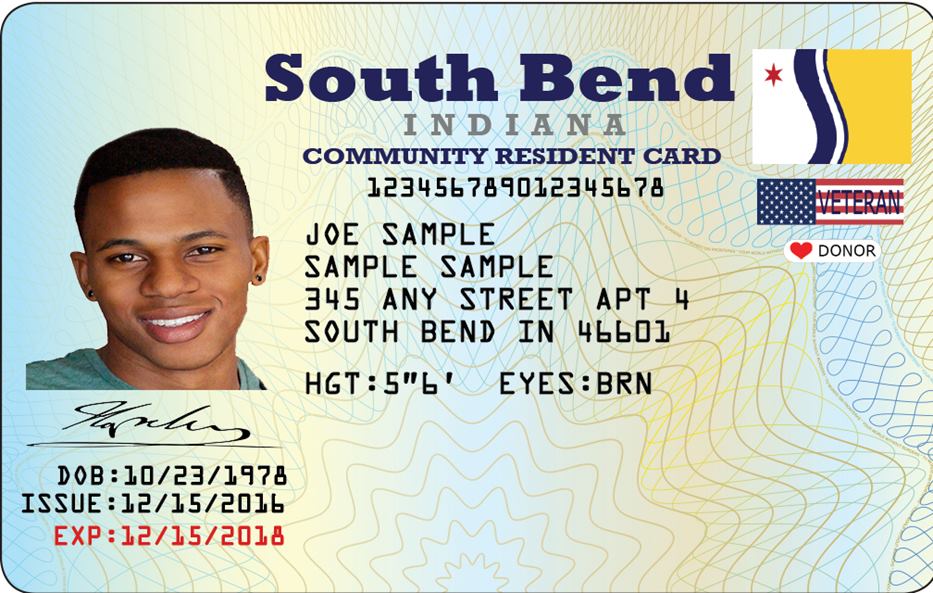 South Bend
INDIANA
COMMUNITY RESIDENT CARD
123456789012345678
VETERAN
DONOR
JOE SAMPLE
SAMPLE SAMPLE
345 ANY STREET APT 4
SOUTH BEND IN 46601
HGT:5"6' EYES:BRN
DOB:10/23/1978
ISSUE:12/15/2016
EXP:12/15/2018